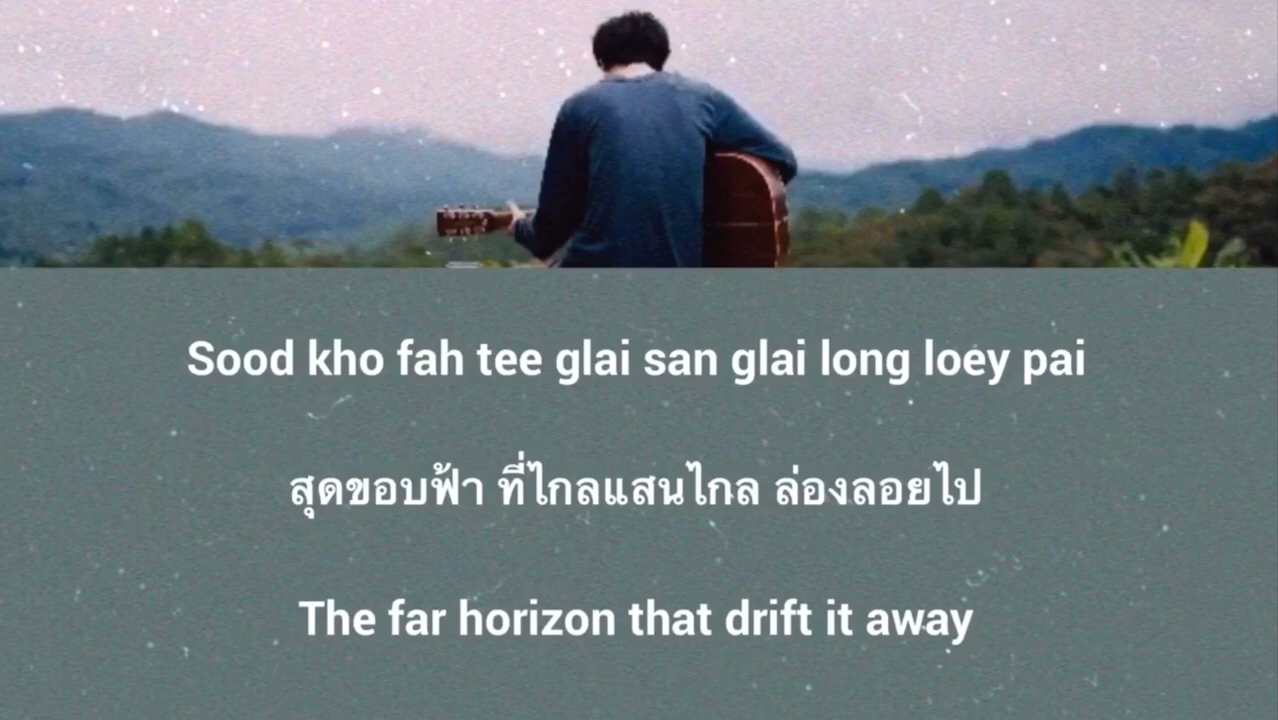 Sood kho fah tee glai san glai long loey pai
สุดขอบฟ้า ที่ไกลแสนไกล ล่องลอยไป
The far horizon that drift it away